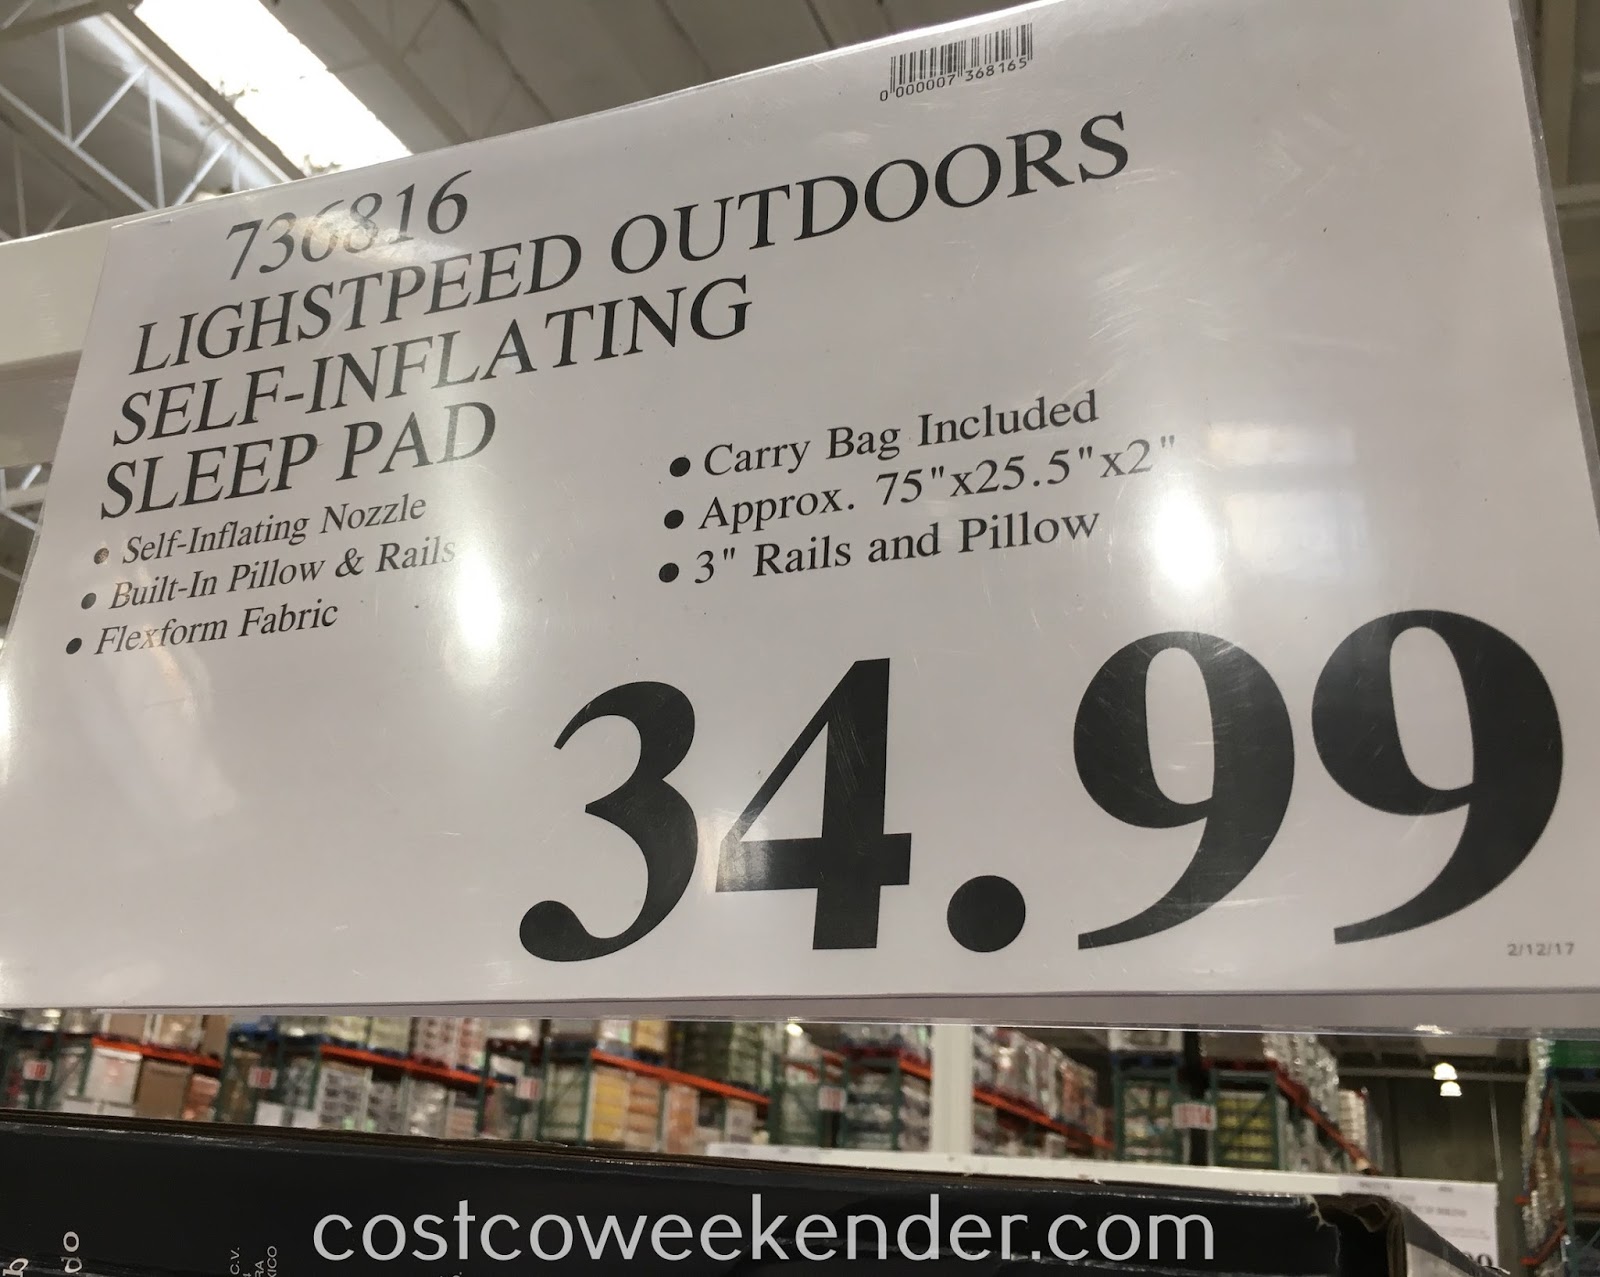 0 000007 368165
736816
LIGHSTPEED OUTDOORS
SELF-INFLATING
SLEEP PAD
• Self-Inflating Nozzle
• Built-In Pillow & Rails
• Flexform Fabric
• Carry Bag Included
• Approx. 75"x25.5"x2"
• 3" Rails and Pillow
34.99
2/12/17
costcoweekender.com
do
C.V.